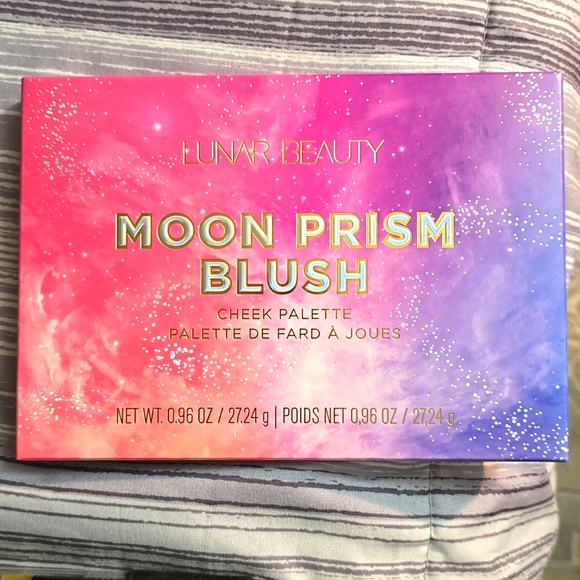 LUNAR BEAUTY
MOON PRISM
BLUSH
CHEEK PALETTE
PALETTE DE FARD À JOUES
NET WT. 0.96 OZ / 27.24 g | POIDS NET 0,96 OZ / 27,24 g